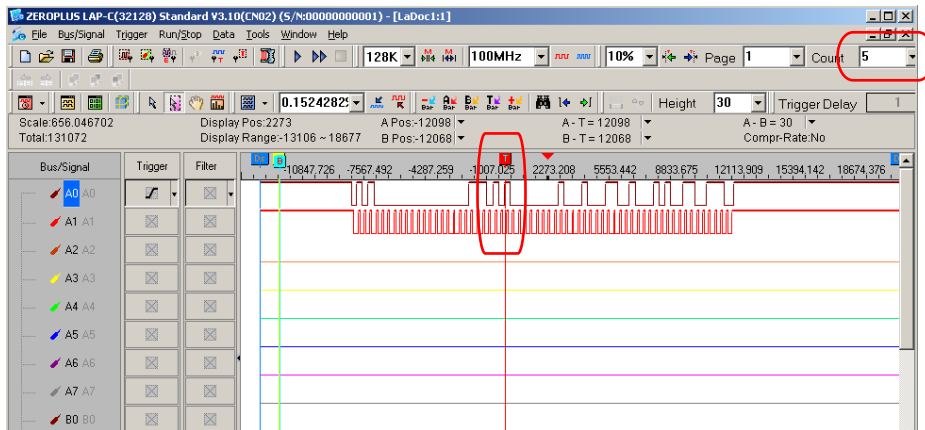 ZEROPLUS LAP-C(32128) Standard V3.10(CN02) (S/N:00000000001) - [LaDoc1:1]
File Bus/Signal Trigger Run/Stop Data Tools Window Help
128K 100MHz 10% Page 1 Count 5
0.1524282 Height 30 Trigger Delay 1
Scale:656.046702 Display Pos:2273 A Pos:-12098 A - T = 12098 A - B = 30
Total:131072 Display Range:-13106 ~ 18677 B Pos:-12068 B - T = 12068 Compr-Rate:No
Bus/Signal Trigger Filter
Ds B T
-10847.726 -7567.492 -4287.259 -1007.025 2273.208 5553.442 8833.675 12113.909 15394.142 18674.376
A0 A0
A1 A1
A2 A2
A3 A3
A4 A4
A5 A5
A6 A6
A7 A7
B0 B0